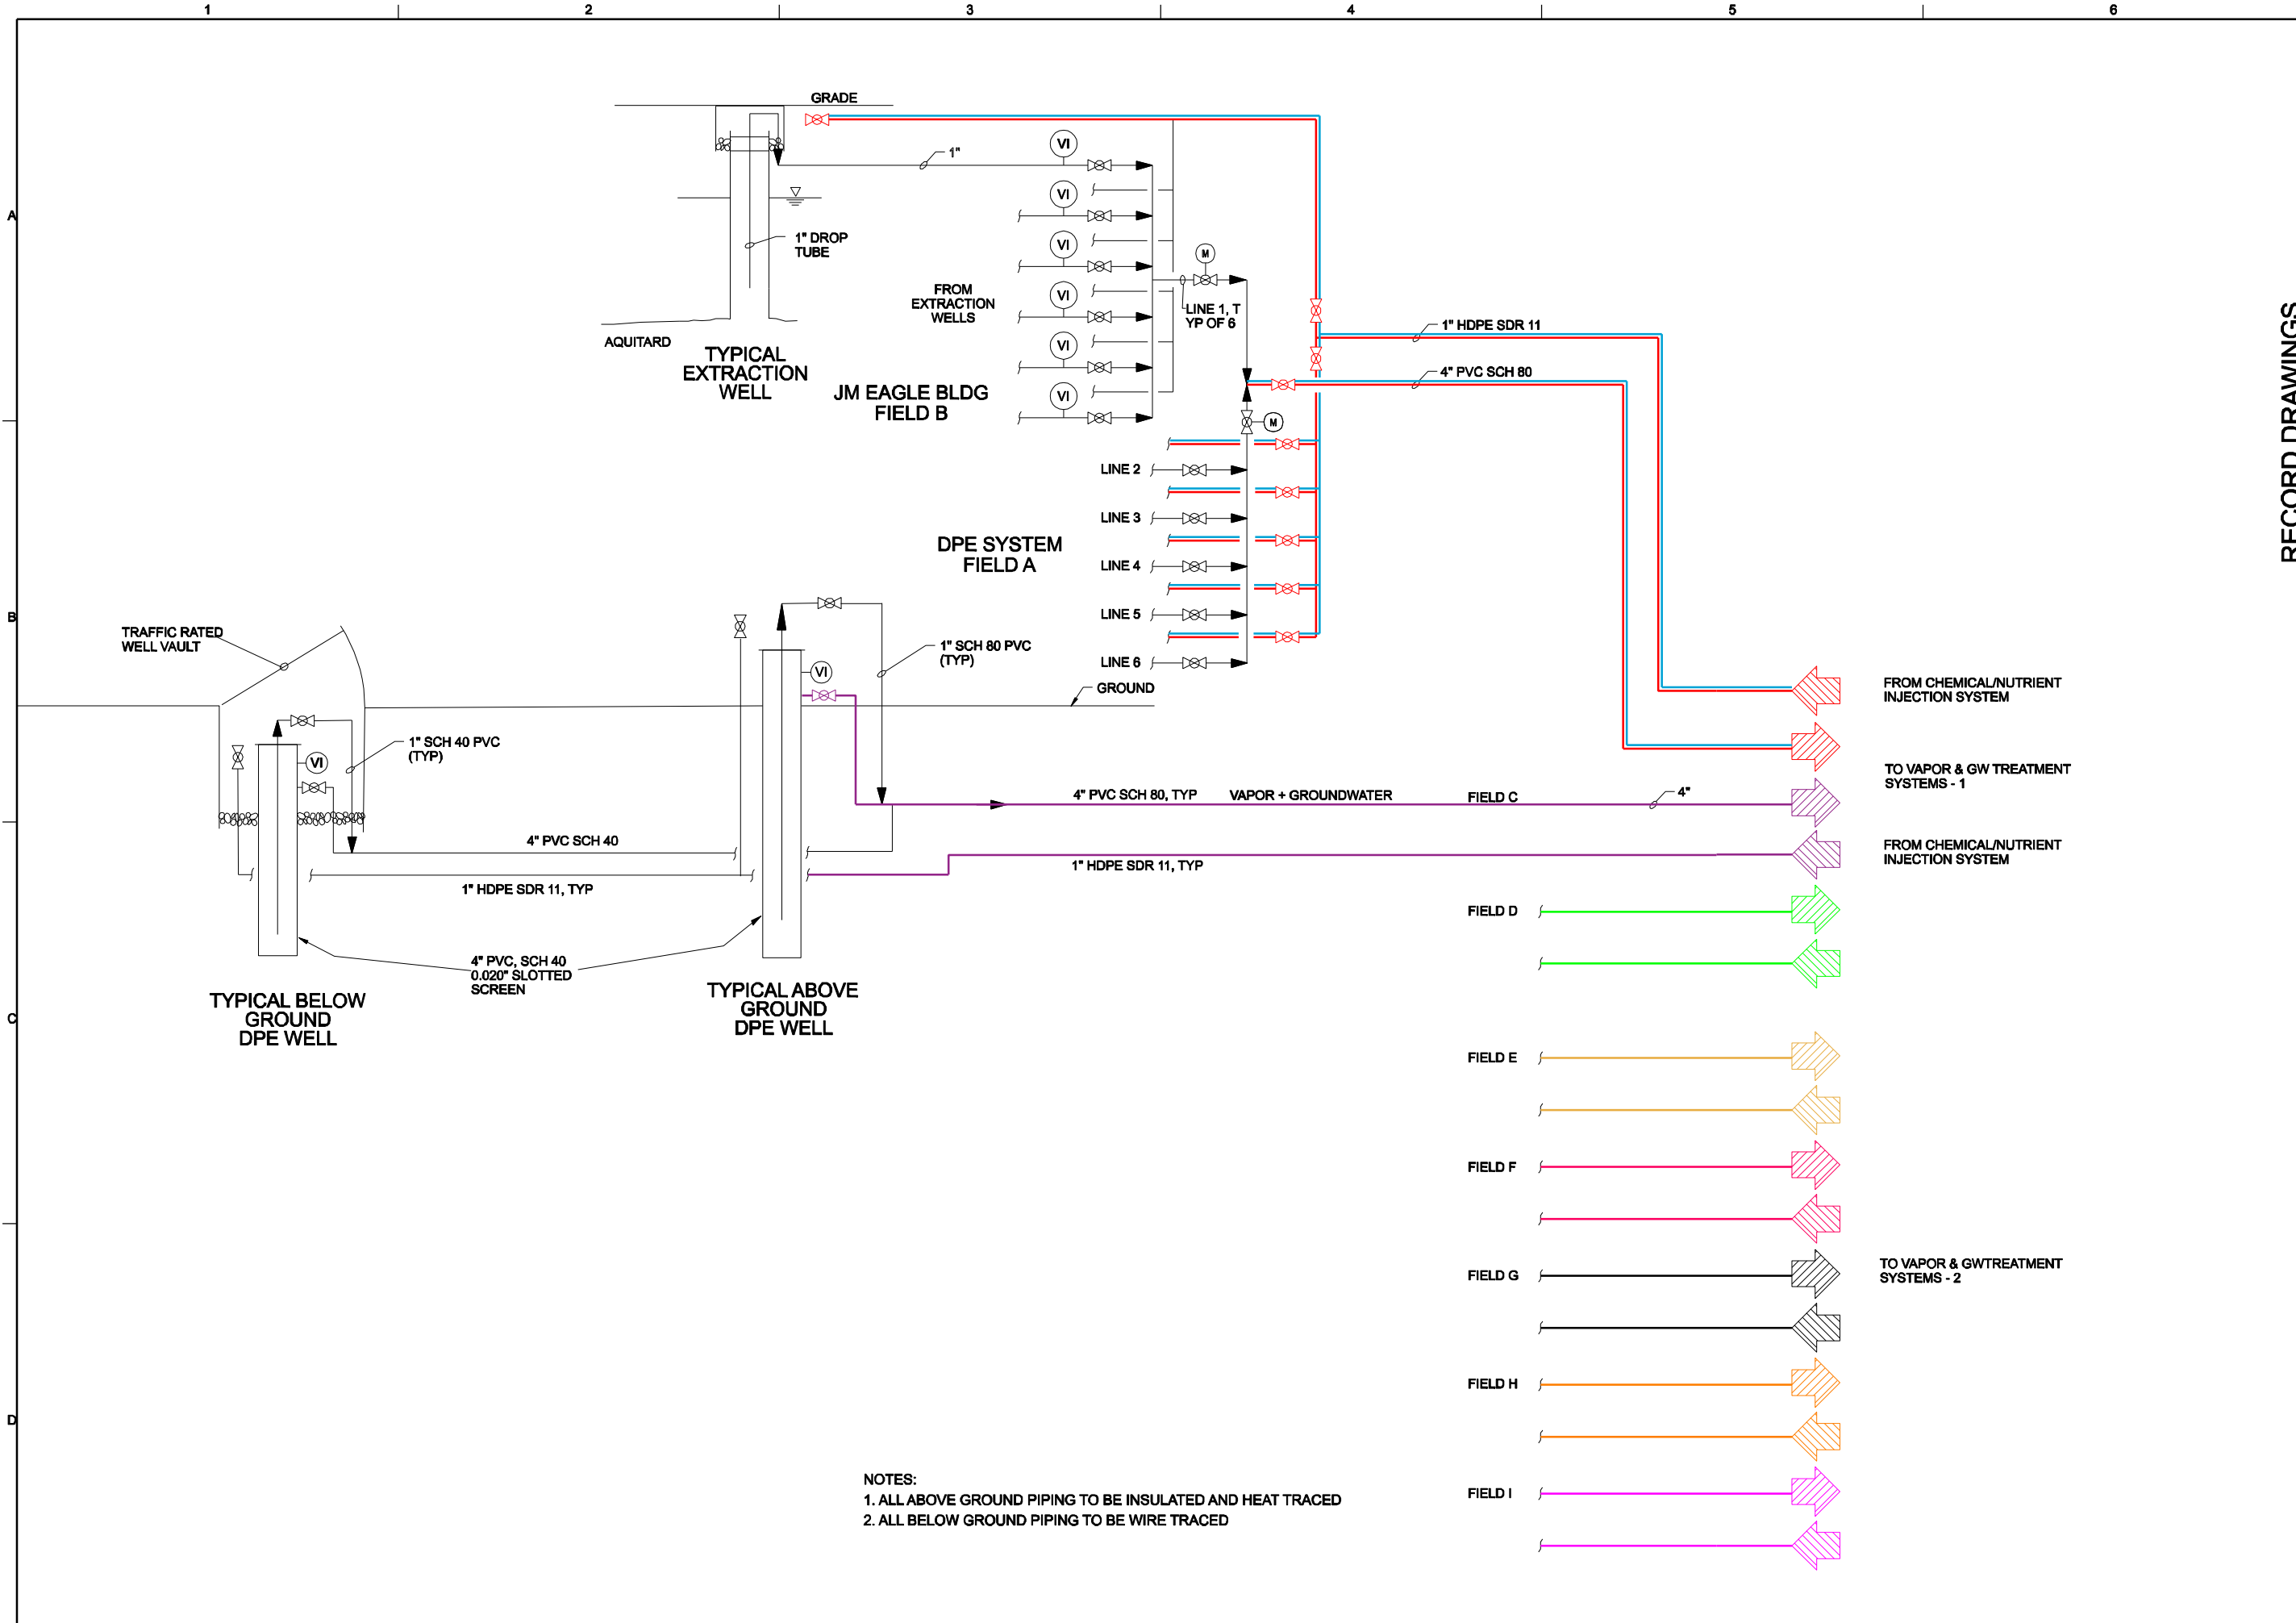 1 2 3 4 5 6
A
B
C
D
RECORD DRAWINGS
GRADE
1"
VI
VI
VI
VI
VI
VI
1" DROP
TUBE
FROM
EXTRACTION
WELLS
M
LINE 1, T
YP OF 6
AQUITARD
TYPICAL
EXTRACTION
WELL
JM EAGLE BLDG
FIELD B
1" HDPE SDR 11
4" PVC SCH 80
M
LINE 2
LINE 3
LINE 4
LINE 5
LINE 6
DPE SYSTEM
FIELD A
TRAFFIC RATED
WELL VAULT
1" SCH 80 PVC
(TYP)
VI
GROUND
1" SCH 40 PVC
(TYP)
VI
4" PVC SCH 80, TYP
VAPOR + GROUNDWATER
FIELD C
4"
4" PVC SCH 40
1" HDPE SDR 11, TYP
1" HDPE SDR 11, TYP
4" PVC, SCH 40
0.020" SLOTTED
SCREEN
TYPICAL BELOW
GROUND
DPE WELL
TYPICAL ABOVE
GROUND
DPE WELL
FROM CHEMICAL/NUTRIENT
INJECTION SYSTEM
TO VAPOR & GW TREATMENT
SYSTEMS - 1
FROM CHEMICAL/NUTRIENT
INJECTION SYSTEM
FIELD D
FIELD E
FIELD F
FIELD G
TO VAPOR & GWTREATMENT
SYSTEMS - 2
FIELD H
FIELD I
NOTES:
1. ALL ABOVE GROUND PIPING TO BE INSULATED AND HEAT TRACED
2. ALL BELOW GROUND PIPING TO BE WIRE TRACED